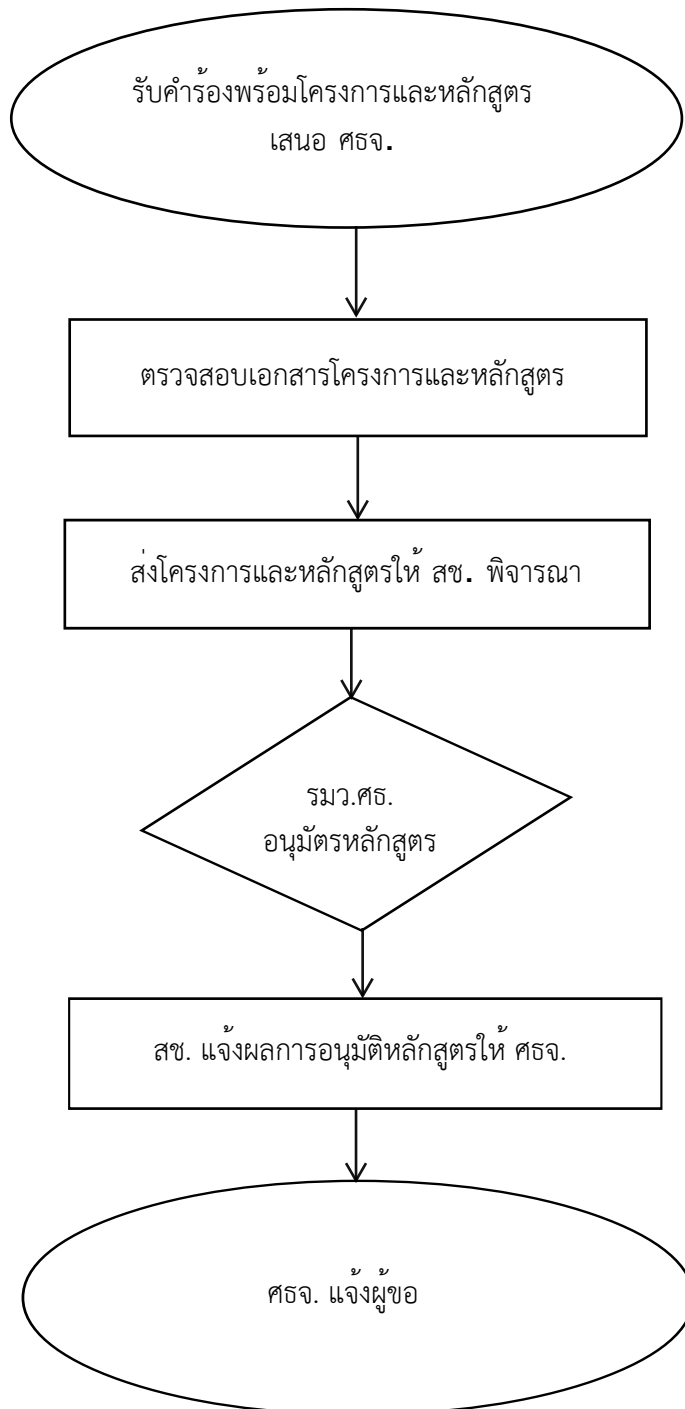 รับคำร้องพร้อมโครงการและหลักสูตร
เสนอ ศธจ.
ตรวจสอบเอกสารโครงการและหลักสูตร
ส่งโครงการและหลักสูตรให้ สช. พิจารณา
รมว.ศธ.
อนุมัตรหลักสูตร
สช. แจ้งผลการอนุมัติหลักสูตรให้ ศธจ.
ศธจ. แจ้งผู้ขอ